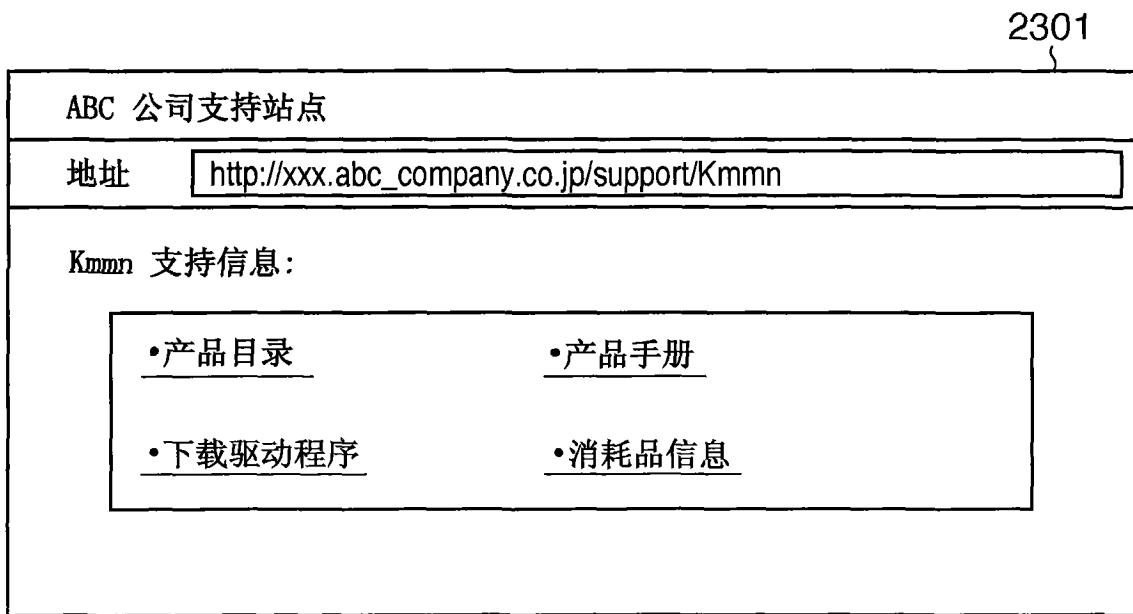 2301
ABC 公司支持站点
地址 http://xxx.abc_company.co.jp/support/Kmmn
Kmmn 支持信息:
•产品目录 •产品手册
•下载驱动程序 •消耗品信息